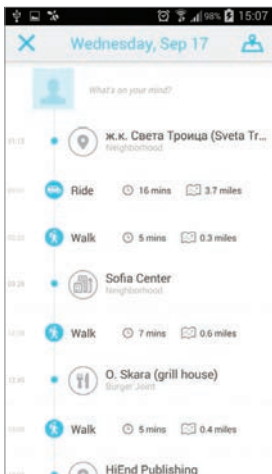 98% 15:07
Wednesday, Sep 17
What's on your mind?
ж.к. Света Троица (Sveta Tr...
Neighborhood
Ride 16 mins 3.7 miles
Walk 5 mins 0.3 miles
Sofia Center
Neighborhood
Walk 7 mins 0.6 miles
O. Skara (grill house)
Burger Joint
Walk 5 mins 0.4 miles
HiEnd Publishing